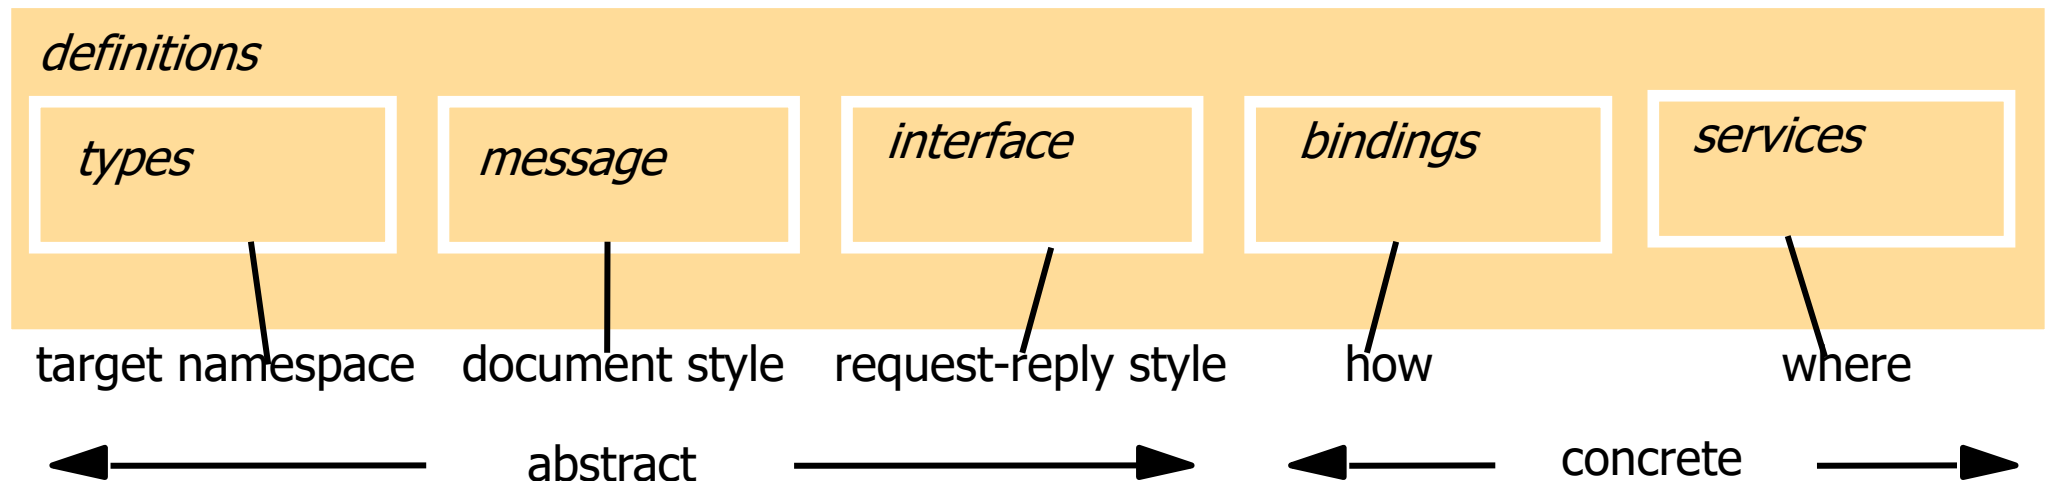 definitions
types message interface bindings services
target namespace document style request-reply style how where
abstract concrete